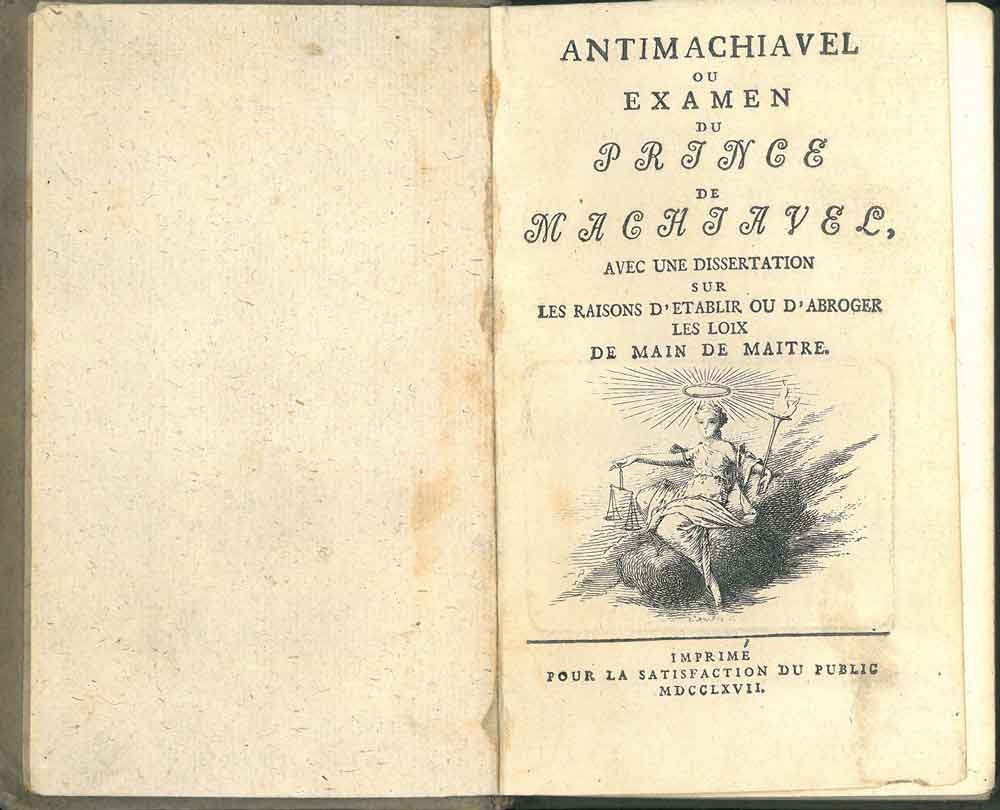 ANTIMACHIAVEL
OU
EXAMEN
DU
PRINCE
DE
MACHIAVEL,
AVEC UNE DISSERTATION
SUR
LES RAISONS D'ETABLIR OU D'ABROGER
LES LOIX
DE MAIN DE MAITRE.
IMPRIMÉ
POUR LA SATISFACTION DU PUBLIC
MDCCLXVII.